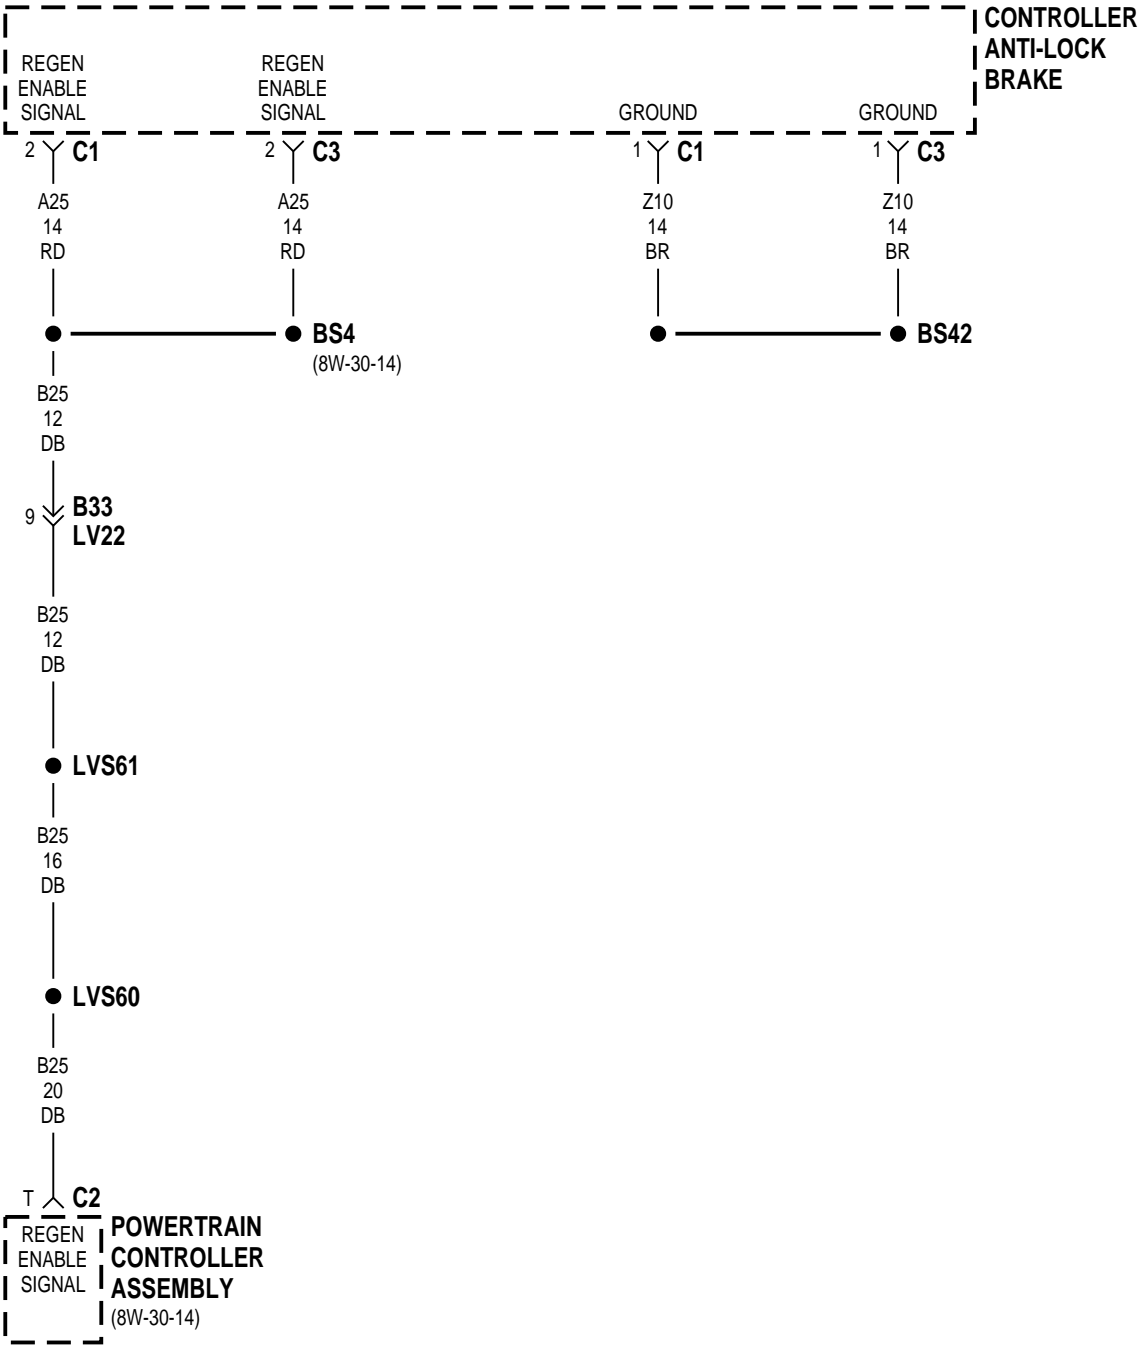 CONTROLLER
ANTI-LOCK
BRAKE
REGEN
ENABLE
SIGNAL
REGEN
ENABLE
SIGNAL
GROUND
GROUND
2 C1
2 C3
1 C1
1 C3
A25
14
RD
A25
14
RD
Z10
14
BR
Z10
14
BR
BS4
(8W-30-14)
BS42
B25
12
DB
9
B33
LV22
B25
12
DB
LVS61
B25
16
DB
LVS60
B25
20
DB
T C2
REGEN
ENABLE
SIGNAL
POWERTRAIN
CONTROLLER
ASSEMBLY
(8W-30-14)